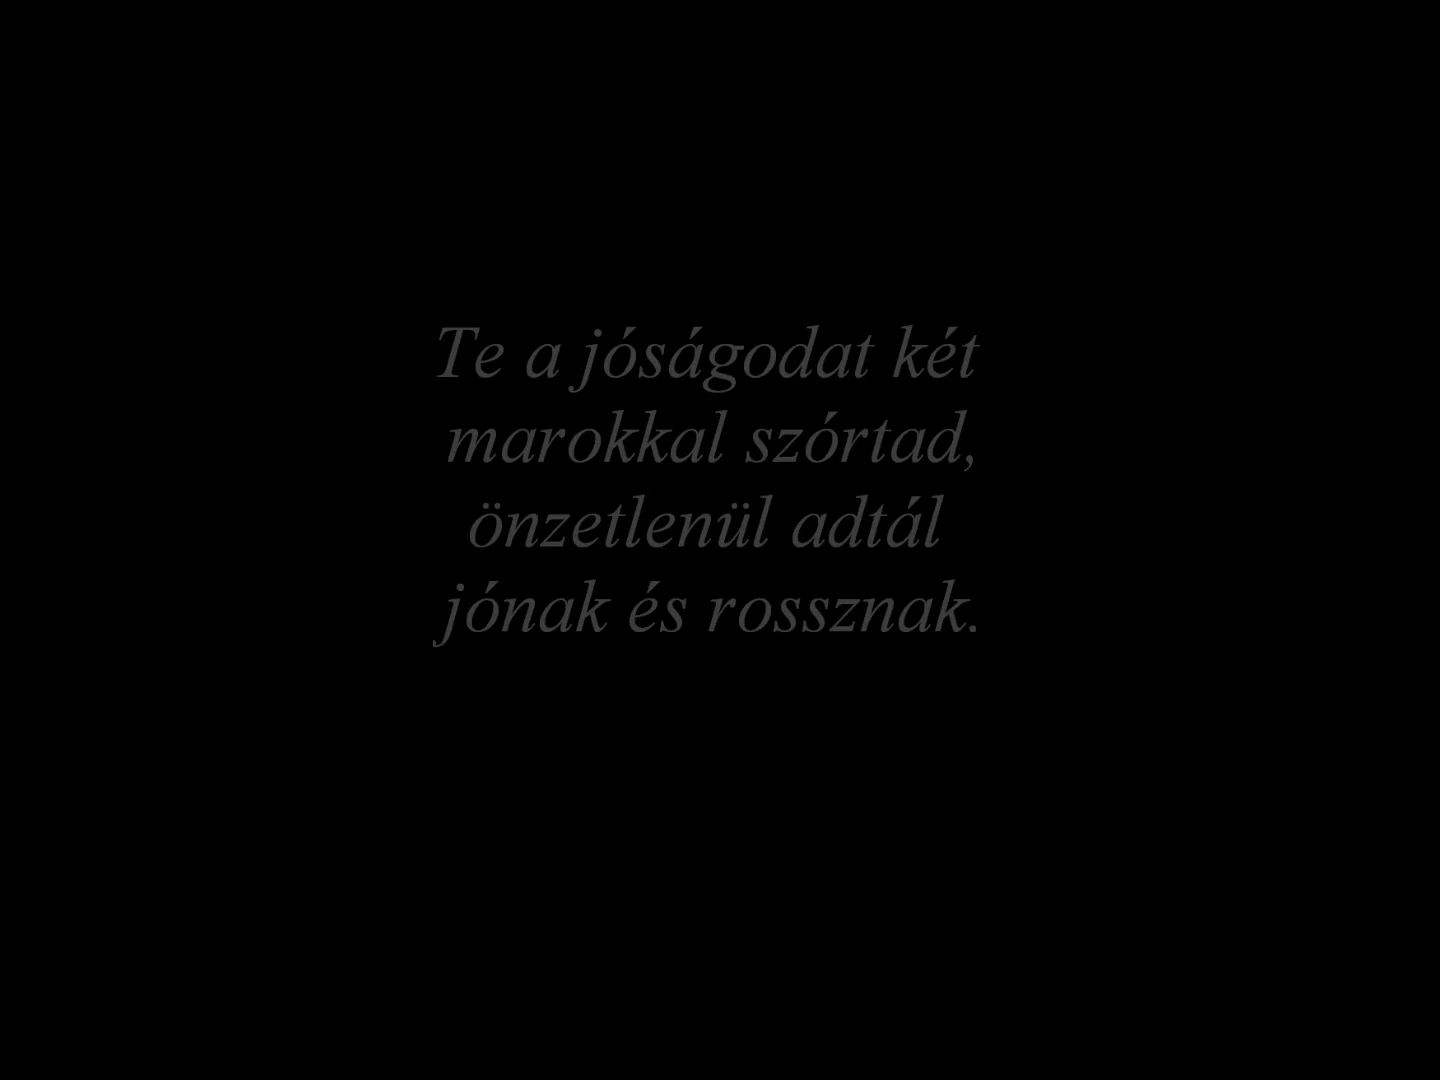 Te a jóságodat két
marokkal szórtad,
önzetlenül adtál
jónak és rossznak.